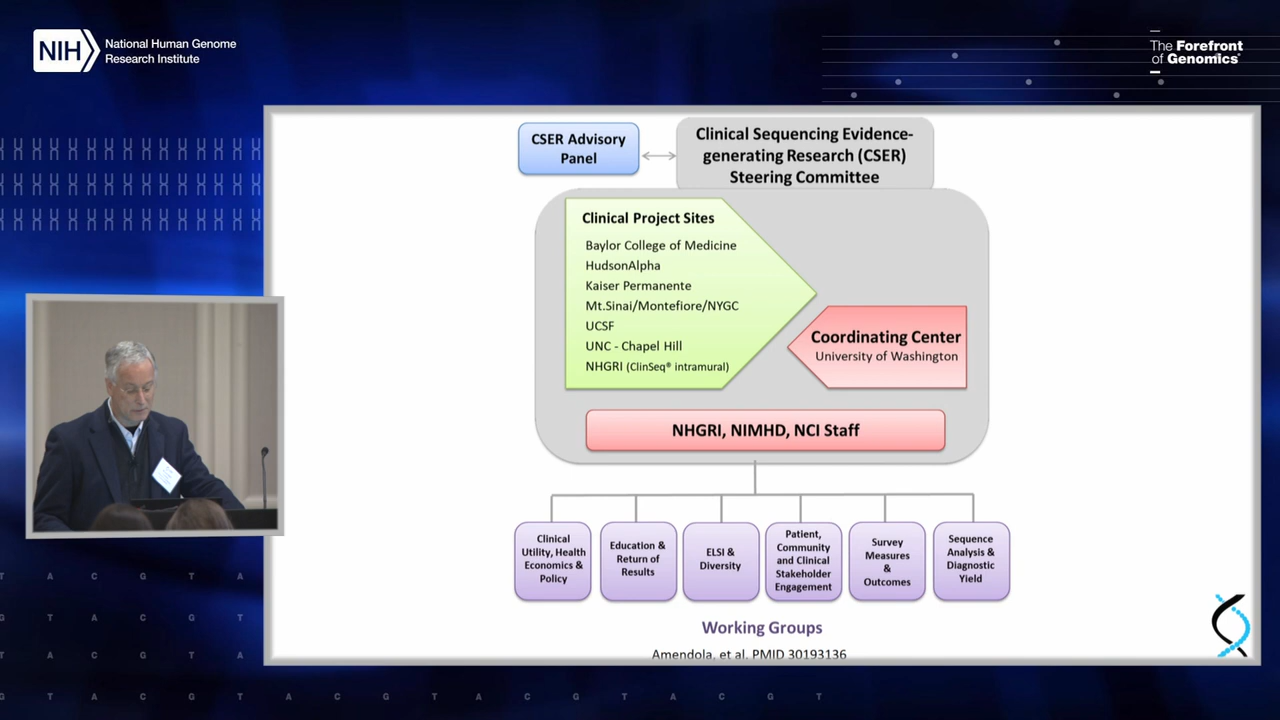 NIH
National Human Genome
Research Institute
The Forefront
of Genomics®
CSER Advisory
Panel
Clinical Sequencing Evidence-
generating Research (CSER)
Steering Committee
Clinical Project Sites
Baylor College of Medicine
HudsonAlpha
Kaiser Permanente
Mt.Sinai/Montefiore/NYGC
UCSF
UNC - Chapel Hill
NHGRI (ClinSeq® intramural)
Coordinating Center
University of Washington
NHGRI, NIMHD, NCI Staff
Clinical
Utility, Health
Economics &
Policy
Education &
Return of
Results
ELSI &
Diversity
Patient,
Community
and Clinical
Stakeholder
Engagement
Survey
Measures
&
Outcomes
Sequence
Analysis &
Diagnostic
Yield
Working Groups
Amendola, et al. PMID 30193136
T A C G T A
G T A C G T
T A C G T A
G T A C G T A C G T A C G T A C G T